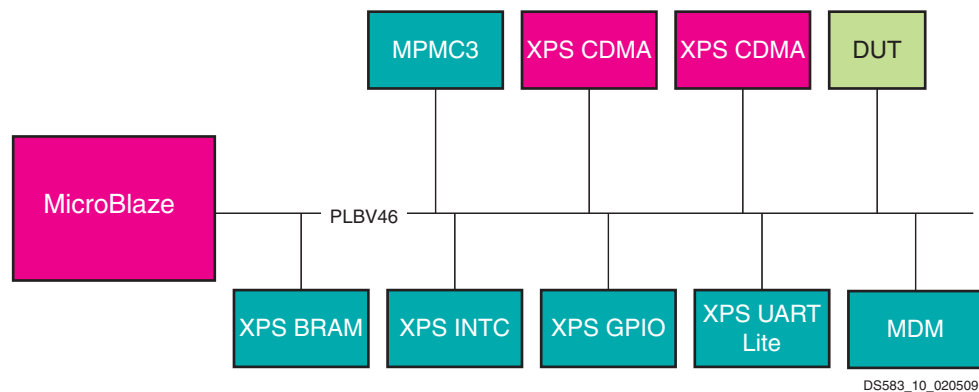 MPMC3
XPS CDMA
XPS CDMA
DUT
MicroBlaze
PLBV46
XPS BRAM
XPS INTC
XPS GPIO
XPS UART
Lite
MDM
DS583_10_020509